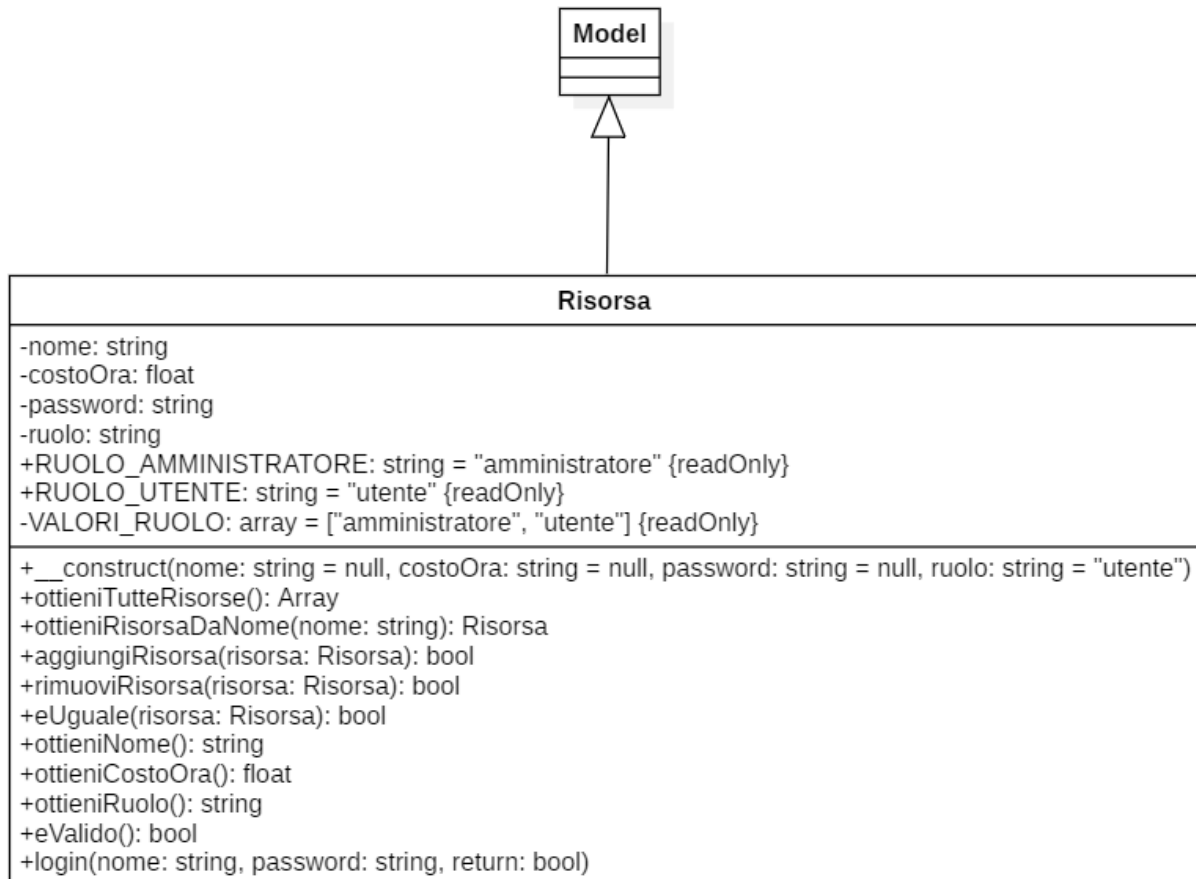 Model
Risorsa
-nome: string
-costoOra: float
-password: string
-ruolo: string
+RUOLO_AMMINISTRATORE: string = "amministratore" {readOnly}
+RUOLO_UTENTE: string = "utente" {readOnly}
-VALORI_RUOLO: array = ["amministratore", "utente"] {readOnly}
+__construct(nome: string = null, costoOra: string = null, password: string = null, ruolo: string = "utente")
+ottieniTutteRisorse(): Array
+ottieniRisorsaDaNome(nome: string): Risorsa
+aggiungiRisorsa(risorsa: Risorsa): bool
+rimuoviRisorsa(risorsa: Risorsa): bool
+eUguale(risorsa: Risorsa): bool
+ottieniNome(): string
+ottieniCostoOra(): float
+ottieniRuolo(): string
+eValido(): bool
+login(nome: string, password: string, return: bool)